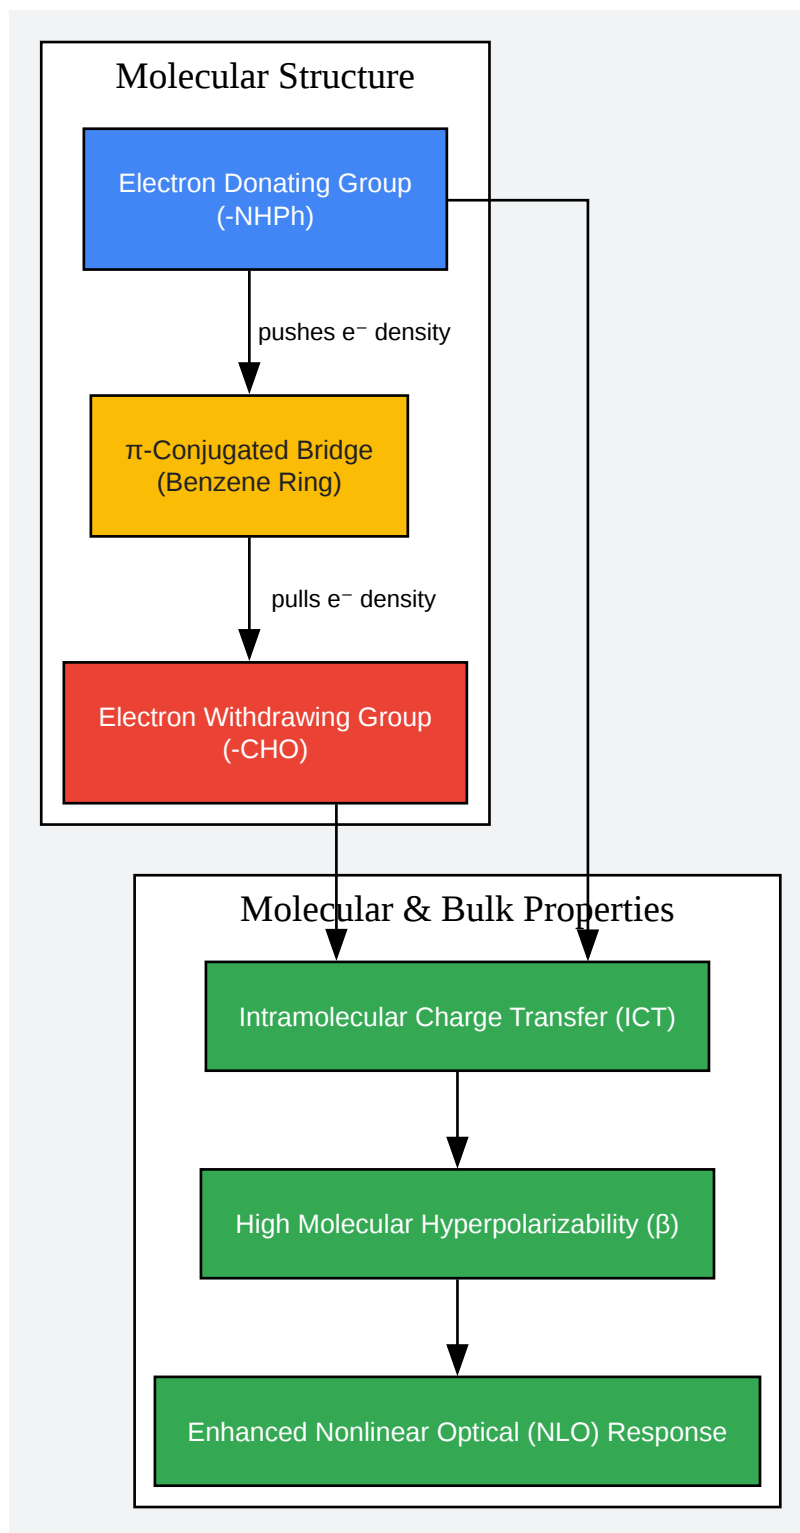 Molecular Structure
Electron Donating Group
(-NHPh)
pushes e⁻ density
π-Conjugated Bridge
(Benzene Ring)
pulls e⁻ density
Electron Withdrawing Group
(-CHO)
Molecular & Bulk Properties
Intramolecular Charge Transfer (ICT)
High Molecular Hyperpolarizability (β)
Enhanced Nonlinear Optical (NLO) Response